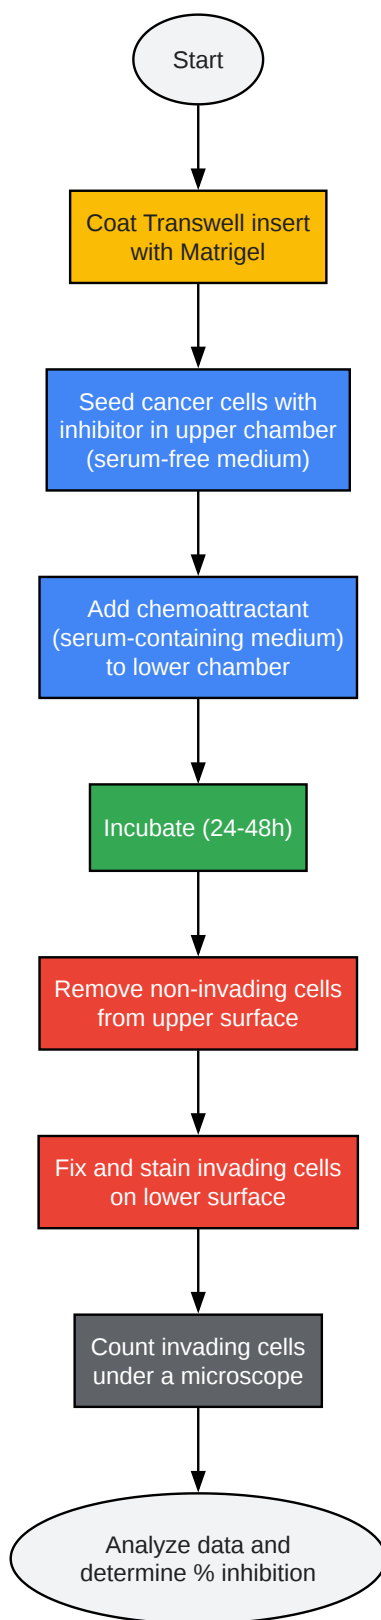 Start
Coat Transwell insert
with Matrigel
Seed cancer cells with
inhibitor in upper chamber
(serum-free medium)
Add chemoattractant
(serum-containing medium)
to lower chamber
Incubate (24-48h)
Remove non-invading cells
from upper surface
Fix and stain invading cells
on lower surface
Count invading cells
under a microscope
Analyze data and
determine % inhibition